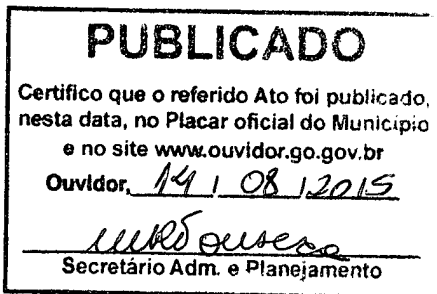 PUBLICADO
Certifico que o referido Ato foi publicado,
nesta data, no Placar oficial do Município
e no site www.ouvidor.go.gov.br
Ouvidor, 14 / 08 / 2015
Secretário Adm. e Planejamento